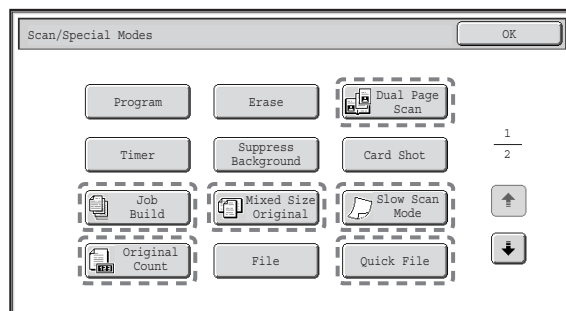 Scan/Special Modes
OK
Program
Erase
Dual Page
Scan
Timer
Suppress
Background
Card Shot
1
2
Job
Build
Mixed Size
Original
Slow Scan
Mode
Original
Count
123
File
Quick File